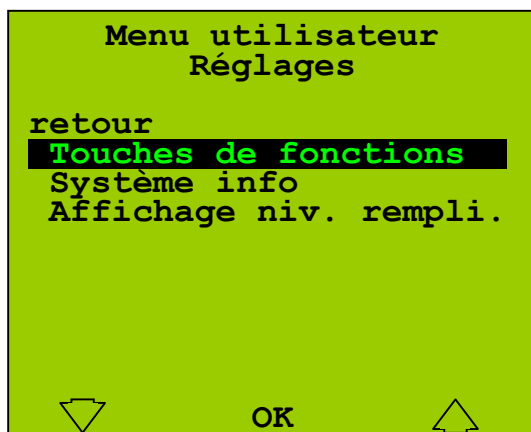 Menu utilisateur
Réglages
retour
Touches de fonctions
Système info
Affichage niv. rempli.
OK